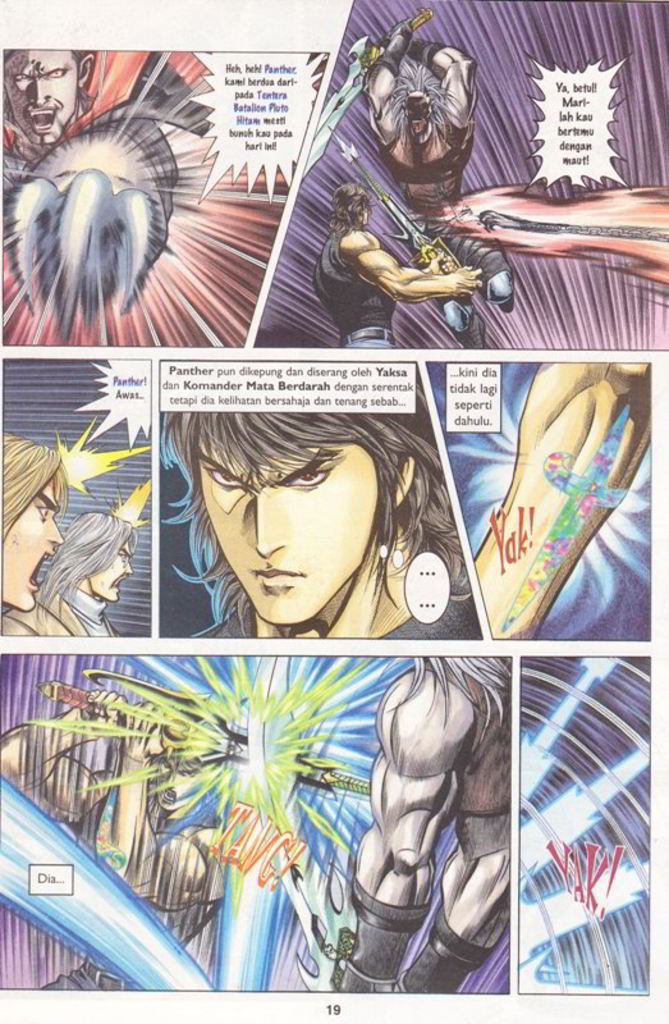 Heh, heh! Panther,
kami berdua dari-
pada Tentera
Batalion Pluto
Hitam mesti
bunuh kau pada
hari ini!
Ya, betul!
Mari-
lah kau
bertemu
dengan
maut!
Panther!
Awas...
Panther pun dikepung dan diserang oleh Yaksa
dan Komander Mata Berdarah dengan serentak
tetapi dia kelihatan bersahaja dan tenang sebab...
...
...
...kini dia
tidak lagi
seperti
dahulu.
Yak!
TANG!
Dia...
YAK!
19